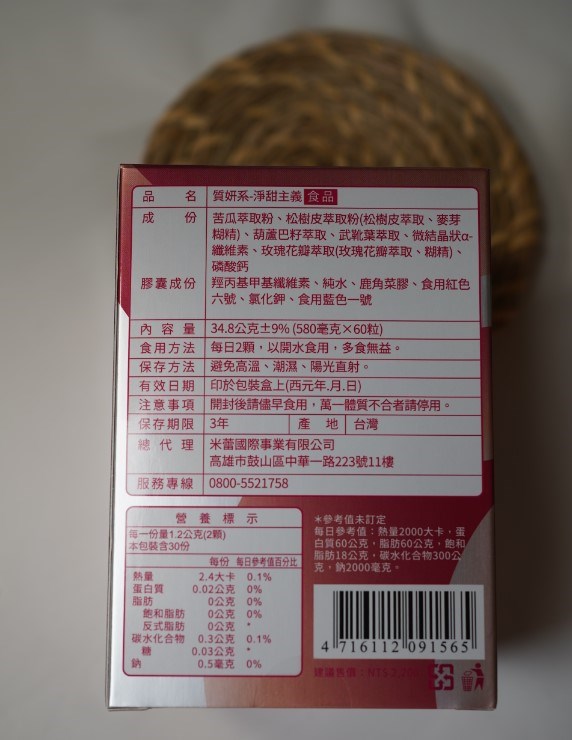 品名 質妍系-淨甜主義 食品
成份 苦瓜萃取粉、松樹皮萃取粉(松樹皮萃取、麥芽
糊精)、葫蘆巴籽萃取、武靴葉萃取、微結晶狀α-
纖維素、玫瑰花瓣萃取(玫瑰花瓣萃取、糊精)、
磷酸鈣
膠囊成份 羥丙基甲基纖維素、純水、鹿角菜膠、食用紅色
六號、氯化鉀、食用藍色一號
內容量 34.8公克±9% (580毫克×60粒)
食用方法 每日2顆，以開水食用，多食無益。
保存方法 避免高溫、潮濕、陽光直射。
有效日期 印於包裝盒上(西元年.月.日)
注意事項 開封後請儘早食用，萬一體質不合者請停用。
保存期限 3年 產地 台灣
總代理 米蕾國際事業有限公司
高雄市鼓山區中華一路223號11樓
服務專線 0800-5521758
營養標示
每一份量1.2公克(2顆)
本包裝含30份
每份 每日參考值百分比
熱量 2.4大卡 0.1%
蛋白質 0.02公克 0%
脂肪 0公克 0%
飽和脂肪 0公克 0%
反式脂肪 0公克 *
碳水化合物 0.3公克 0.1%
糖 0.03公克 *
鈉 0.5毫克 0%
＊參考值未訂定
每日參考值：熱量2000大卡，蛋
白質60公克，脂肪60公克，飽和
脂肪18公克，碳水化合物300公
克，鈉2000毫克。
4 716112 091565
建議售價：NT$